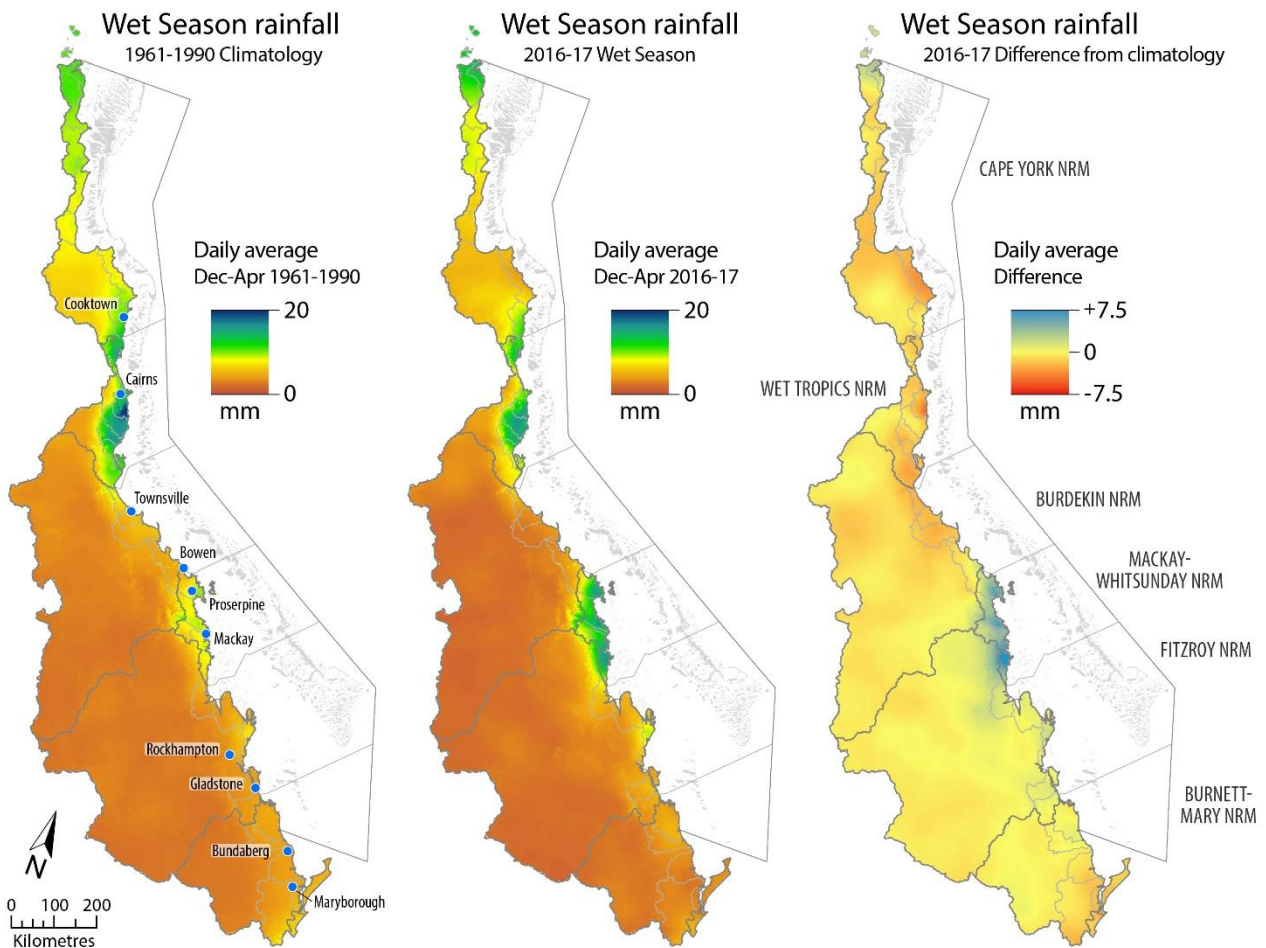 Wet Season rainfall
1961-1990 Climatology
Daily average
Dec-Apr 1961-1990
20
0
mm
Cooktown
Cairns
Townsville
Bowen
Proserpine
Mackay
Rockhampton
Gladstone
Bundaberg
Maryborough
N
0 100 200
Kilometres
Wet Season rainfall
2016-17 Wet Season
Daily average
Dec-Apr 2016-17
20
0
mm
Wet Season rainfall
2016-17 Difference from climatology
CAPE YORK NRM
Daily average
Difference
+7.5
0
-7.5
mm
WET TROPICS NRM
BURDEKIN NRM
MACKAY-
WHITSUNDAY NRM
FITZROY NRM
BURNETT-
MARY NRM